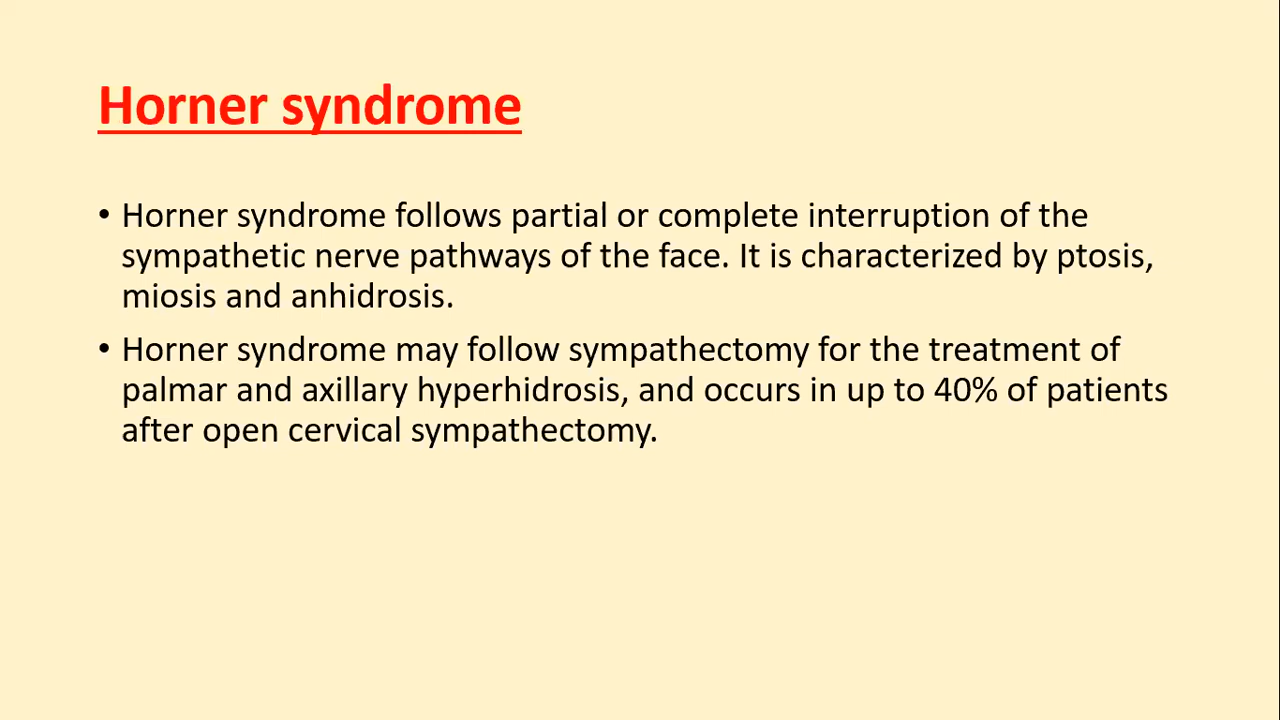 Horner syndrome
• Horner syndrome follows partial or complete interruption of the
sympathetic nerve pathways of the face. It is characterized by ptosis,
miosis and anhidrosis.
• Horner syndrome may follow sympathectomy for the treatment of
palmar and axillary hyperhidrosis, and occurs in up to 40% of patients
after open cervical sympathectomy.